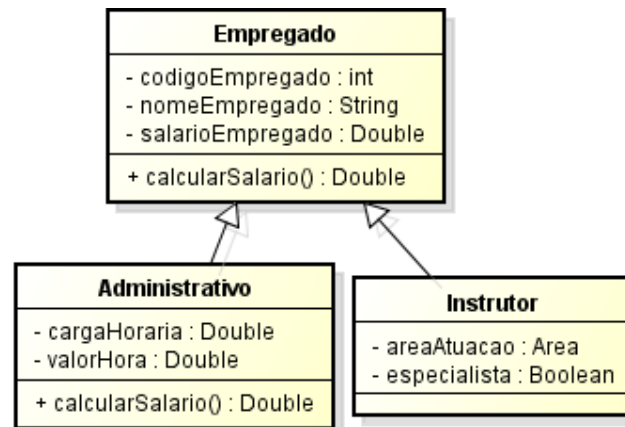 Empregado
- codigoEmpregado : int
- nomeEmpregado : String
- salarioEmpregado : Double
+ calcularSalario() : Double
Administrativo
- cargaHoraria : Double
- valorHora : Double
+ calcularSalario() : Double
Instrutor
- areaAtuacao : Area
- especialista : Boolean